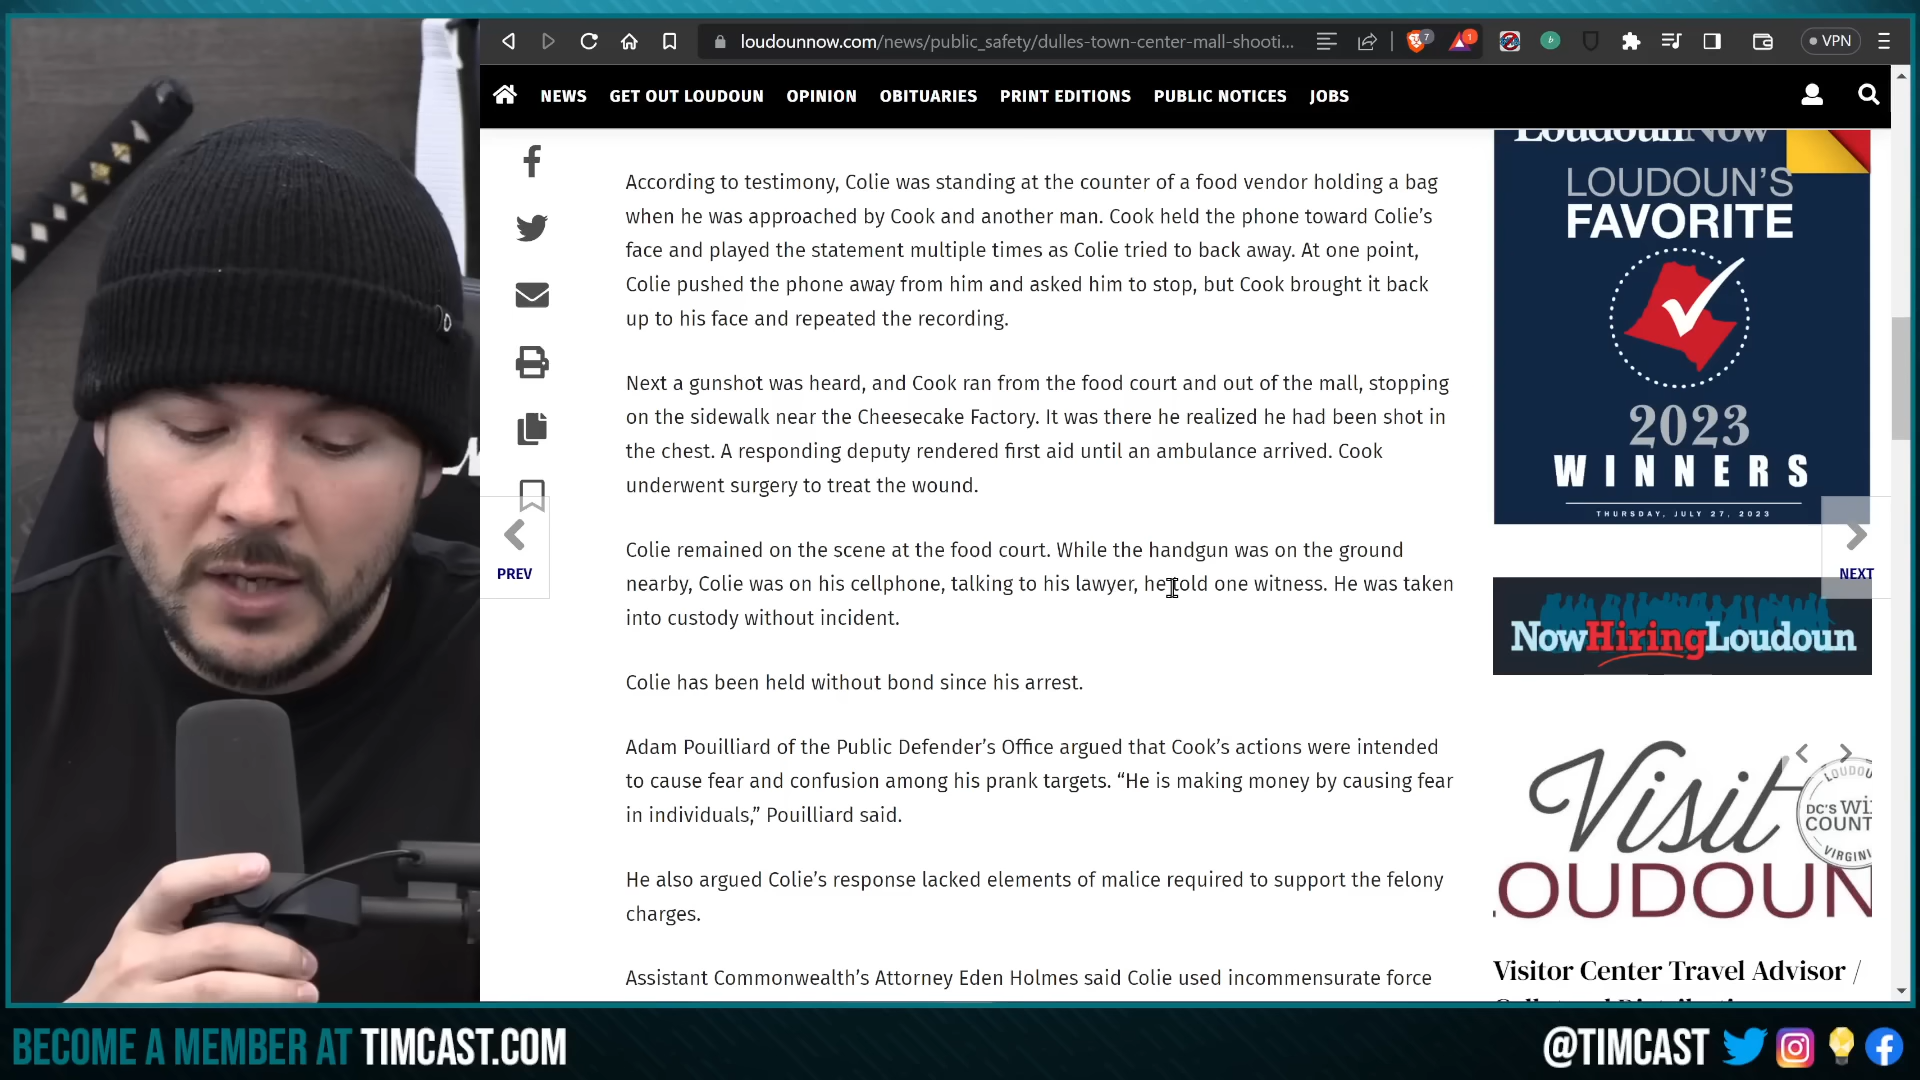 loudounnow.com/news/public_safety/dulles-town-center-mall-shooti...
7
1
VPN
NEWS
GET OUT LOUDOUN
OPINION
OBITUARIES
PRINT EDITIONS
PUBLIC NOTICES
JOBS
According to testimony, Colie was standing at the counter of a food vendor holding a bag
when he was approached by Cook and another man. Cook held the phone toward Colie’s
face and played the statement multiple times as Colie tried to back away. At one point,
Colie pushed the phone away from him and asked him to stop, but Cook brought it back
up to his face and repeated the recording.
Next a gunshot was heard, and Cook ran from the food court and out of the mall, stopping
on the sidewalk near the Cheesecake Factory. It was there he realized he had been shot in
the chest. A responding deputy rendered first aid until an ambulance arrived. Cook
underwent surgery to treat the wound.
Colie remained on the scene at the food court. While the handgun was on the ground
nearby, Colie was on his cellphone, talking to his lawyer, he told one witness. He was taken
into custody without incident.
Colie has been held without bond since his arrest.
Adam Pouilliard of the Public Defender’s Office argued that Cook’s actions were intended
to cause fear and confusion among his prank targets. “He is making money by causing fear
in individuals,” Pouilliard said.
He also argued Colie’s response lacked elements of malice required to support the felony
charges.
Assistant Commonwealth’s Attorney Eden Holmes said Colie used incommensurate force
PREV
NEXT
LoudounNow
LOUDOUN'S
FAVORITE
2023
WINNERS
THURSDAY, JULY 27, 2023
NowHiringLoudoun
Visit
LOUDOUN
DC'S WI
COUNT
VIRGINI
Visitor Center Travel Advisor /
BECOME A MEMBER AT TIMCAST.COM
@TIMCAST